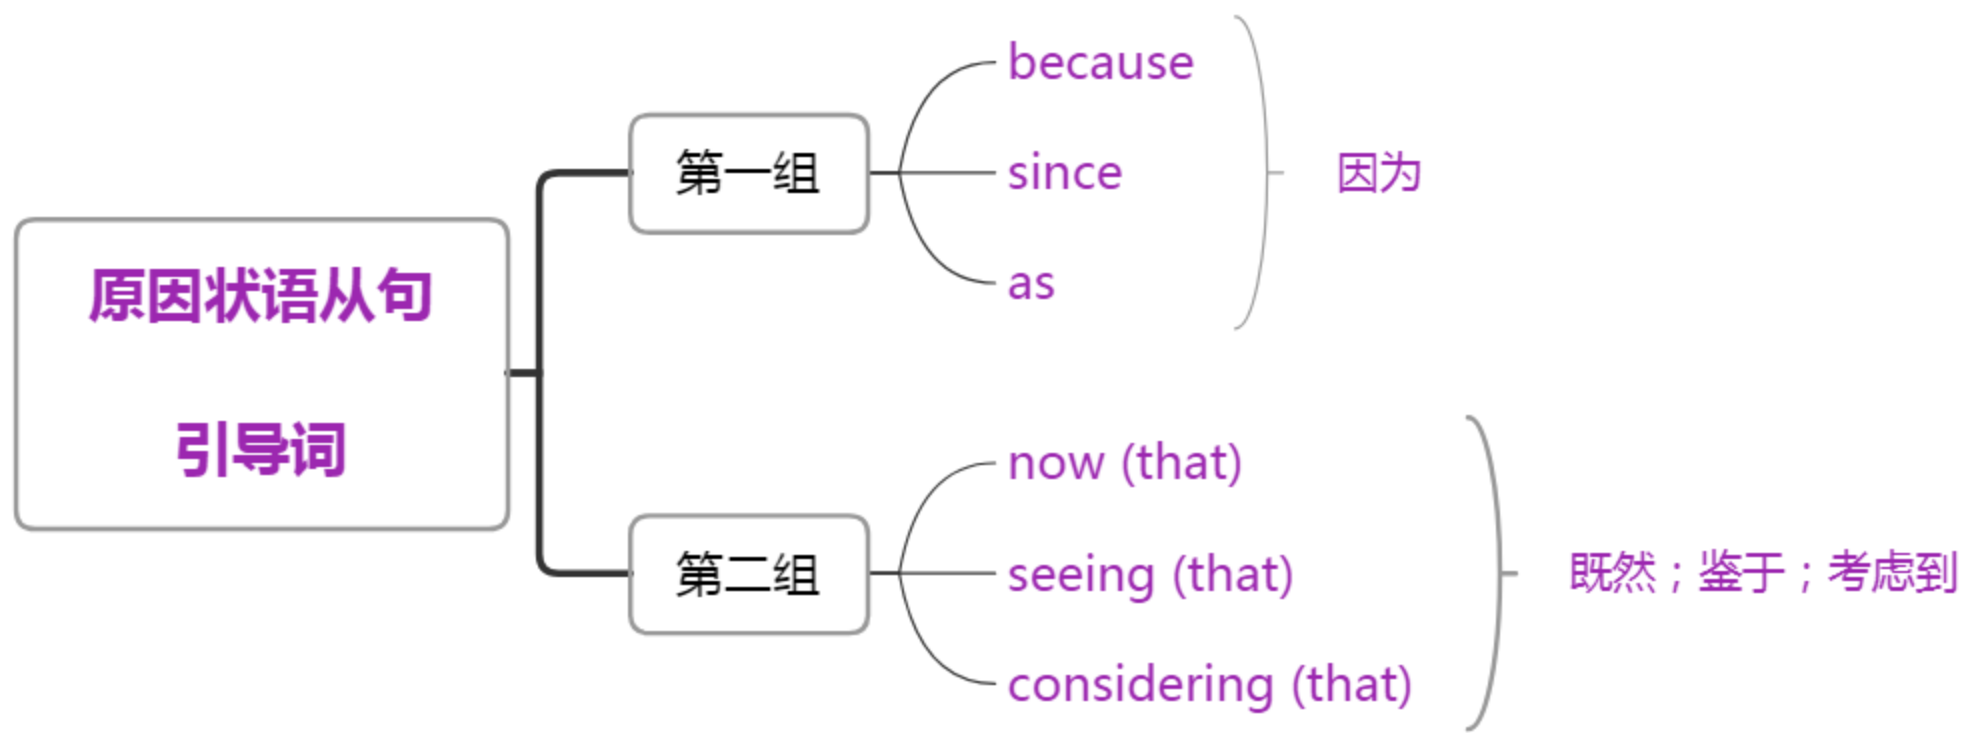 原因状语从句
引导词
第一组
because
since
as
因为
第二组
now (that)
seeing (that)
considering (that)
既然；鉴于；考虑到